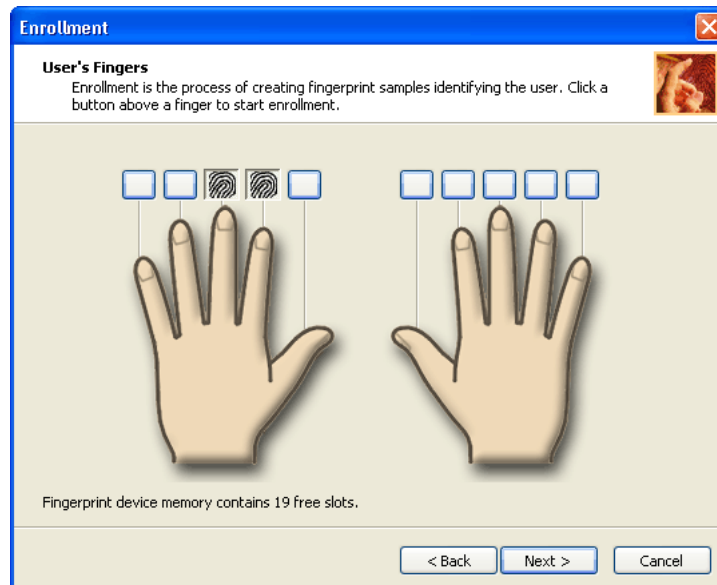 Enrollment
User's Fingers
Enrollment is the process of creating fingerprint samples identifying the user. Click a
button above a finger to start enrollment.
Fingerprint device memory contains 19 free slots.
< Back
Next >
Cancel